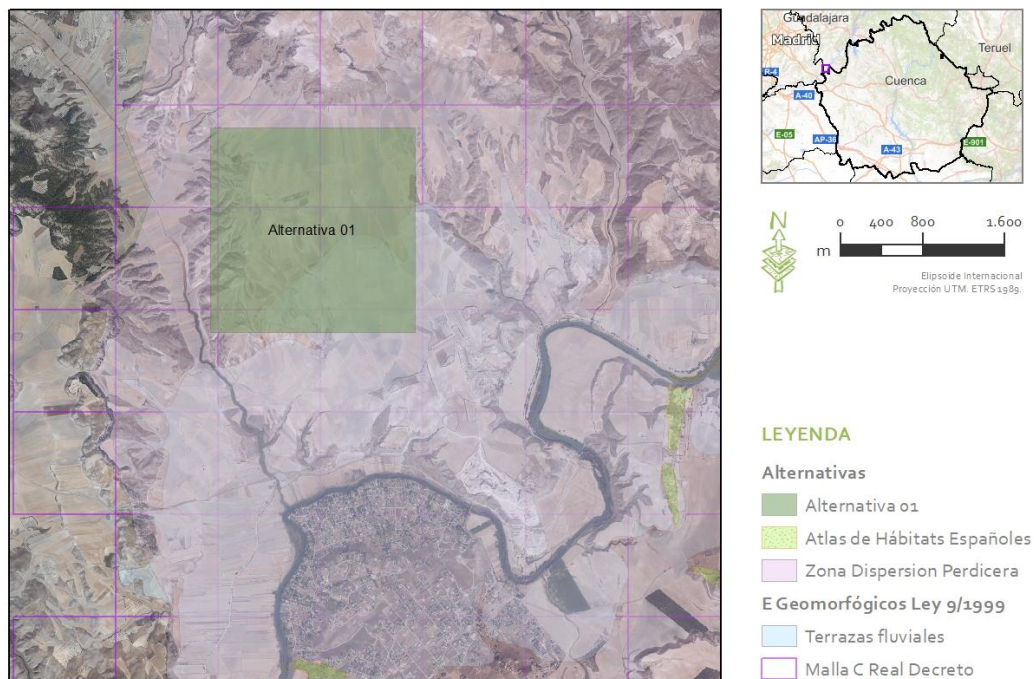 Alternativa 01
Guadalajara
Madrid
Teruel
R-4
Cuenca
A-40
E-05
AP-36
A-43
E-901
N
0 400 800 1.600
m
Elipsoide Internacional
Proyección UTM. ETRS1989.
LEYENDA
Alternativas
Alternativa 01
Atlas de Hábitats Españoles
Zona Dispersion Perdicera
E Geomorfógicos Ley 9/1999
Terrazas fluviales
Malla C Real Decreto